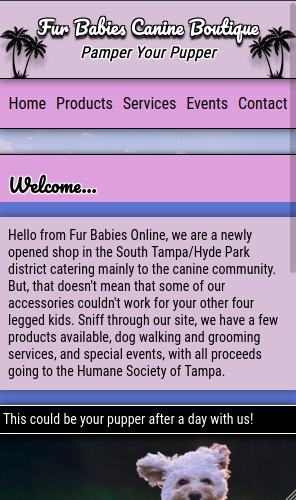 Fur Babies Canine Boutique
Pamper Your Pupper
Home Products Services Events Contact
Welcome...
Hello from Fur Babies Online, we are a newly
opened shop in the South Tampa/Hyde Park
district catering mainly to the canine community.
But, that doesn't mean that some of our
accessories couldn't work for your other four
legged kids. Sniff through our site, we have a few
products available, dog walking and grooming
services, and special events, with all proceeds
going to the Humane Society of Tampa.
This could be your pupper after a day with us!